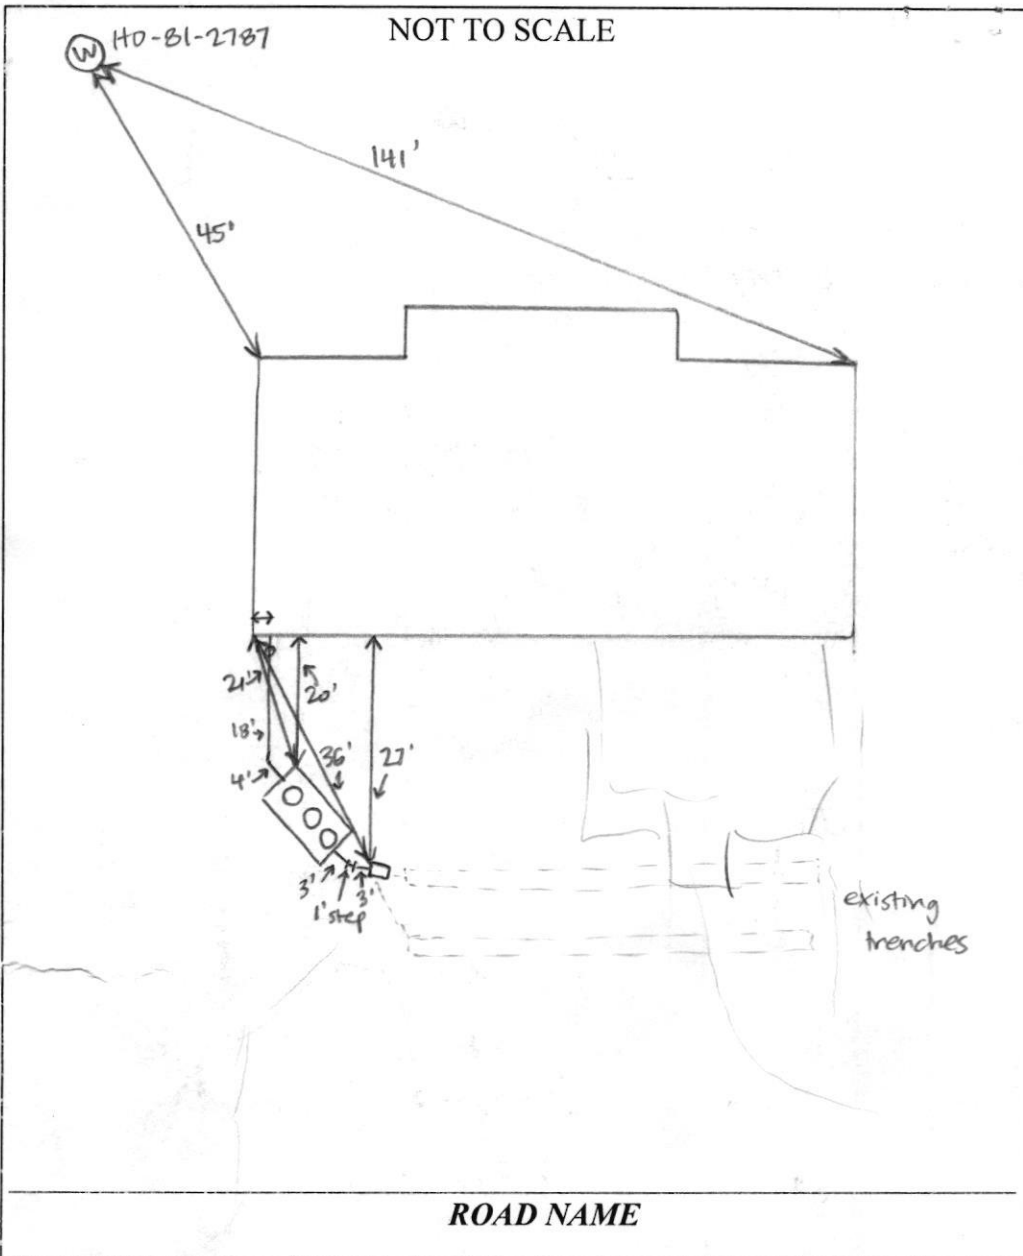 NOT TO SCALE
W HO-81-2787
141'
45'
21'
20'
18'
36'
27'
4'
3'
1' step
3'
existing
trenches
ROAD NAME